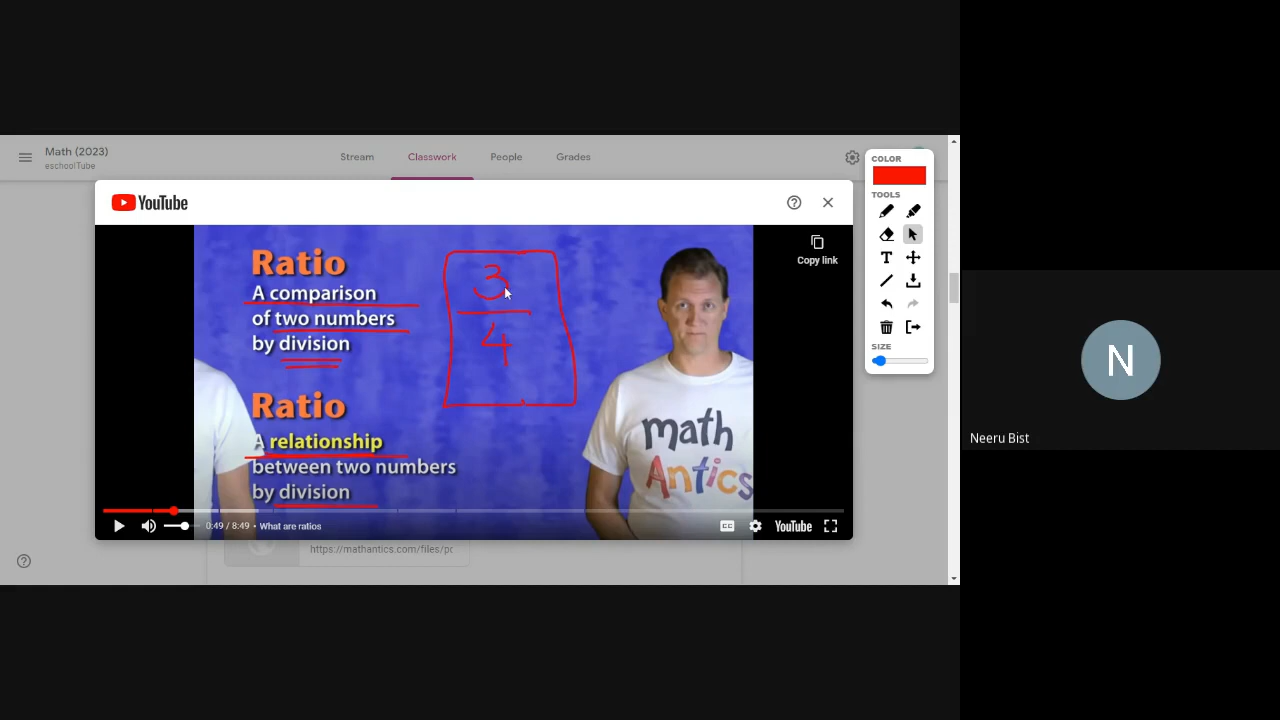 Math (2023)
eschoolTube
Stream
Classwork
People
Grades
COLOR
TOOLS
SIZE
YouTube
Copy link
Ratio
A comparison
of two numbers
by division
3
4
Ratio
A relationship
between two numbers
by division
math
Antics
0:49 / 8:49 • What are ratios
CC
YouTube
https://mathantics.com/files/pc
T
N
Neeru Bist